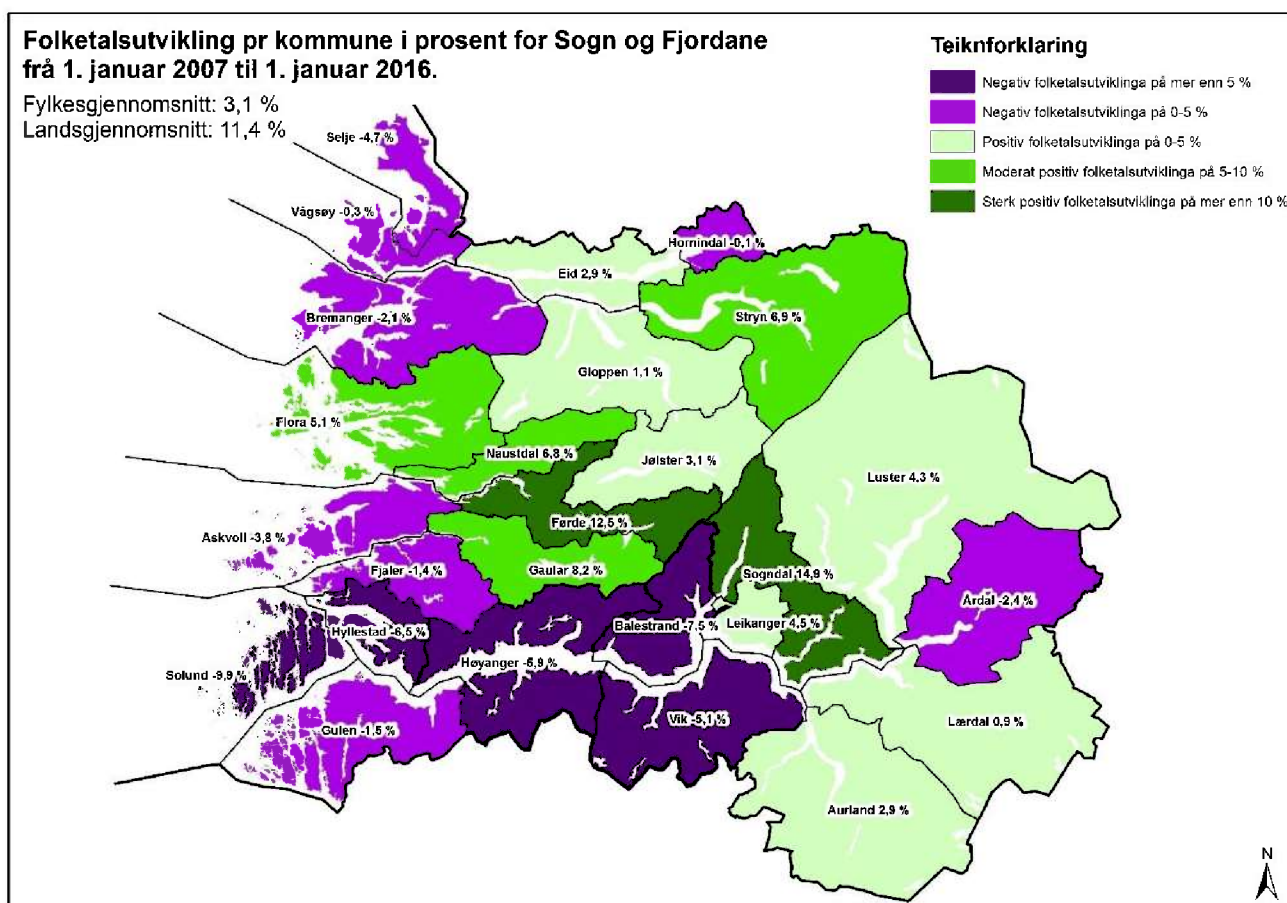 Folketalsutvikling pr kommune i prosent for Sogn og Fjordane
frå 1. januar 2007 til 1. januar 2016.
Fylkesgjennomsnitt: 3,1 %
Landsgjennomsnitt: 11,4 %
Teiknforklaring
Negativ folketalsutviklinga på mer enn 5 %
Negativ folketalsutviklinga på 0-5 %
Positiv folketalsutviklinga på 0-5 %
Moderat positiv folketalsutviklinga på 5-10 %
Sterk positiv folketalsutviklinga på mer enn 10 %
Selje -4,7 %
Vågsøy -0,3 %
Hornindal -0,1 %
Eid 2,9 %
Bremanger -2,1 %
Stryn 6,9 %
Gloppen 1,1 %
Flora 5,1 %
Naustdal 6,8 %
Jølster 3,1 %
Luster 4,3 %
Førde 12,5 %
Askvoll -3,8 %
Fjaler -1,4 %
Gaular 8,2 %
Sogndal 14,9 %
Årdal -2,4 %
Balestrand -7,5 %
Leikanger 4,5 %
Hyllestad -6,5 %
Høyanger -5,9 %
Solund -9,9 %
Gulen -1,5 %
Vik -5,1 %
Lærdal 0,9 %
Aurland 2,9 %
N